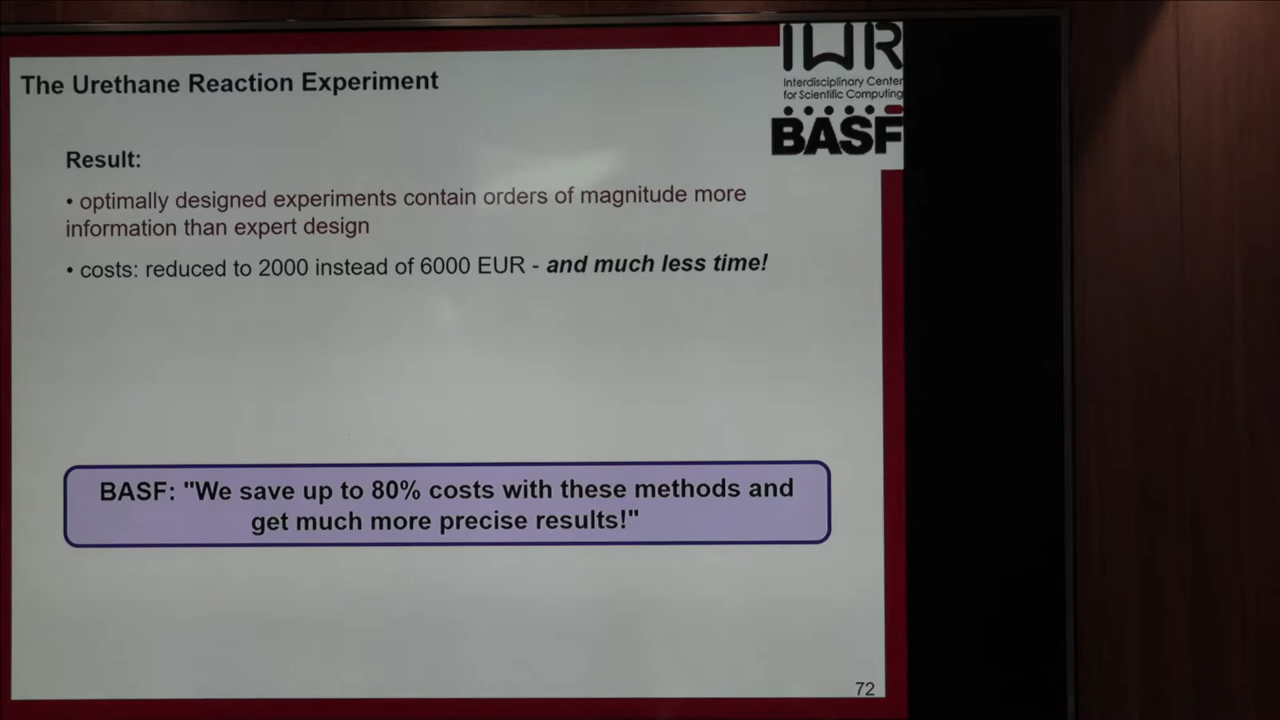 The Urethane Reaction Experiment
IWR
Interdisciplinary Center
for Scientific Computing
BASF
Result:
• optimally designed experiments contain orders of magnitude more
information than expert design
• costs: reduced to 2000 instead of 6000 EUR - and much less time!
BASF: "We save up to 80% costs with these methods and
get much more precise results!"
72